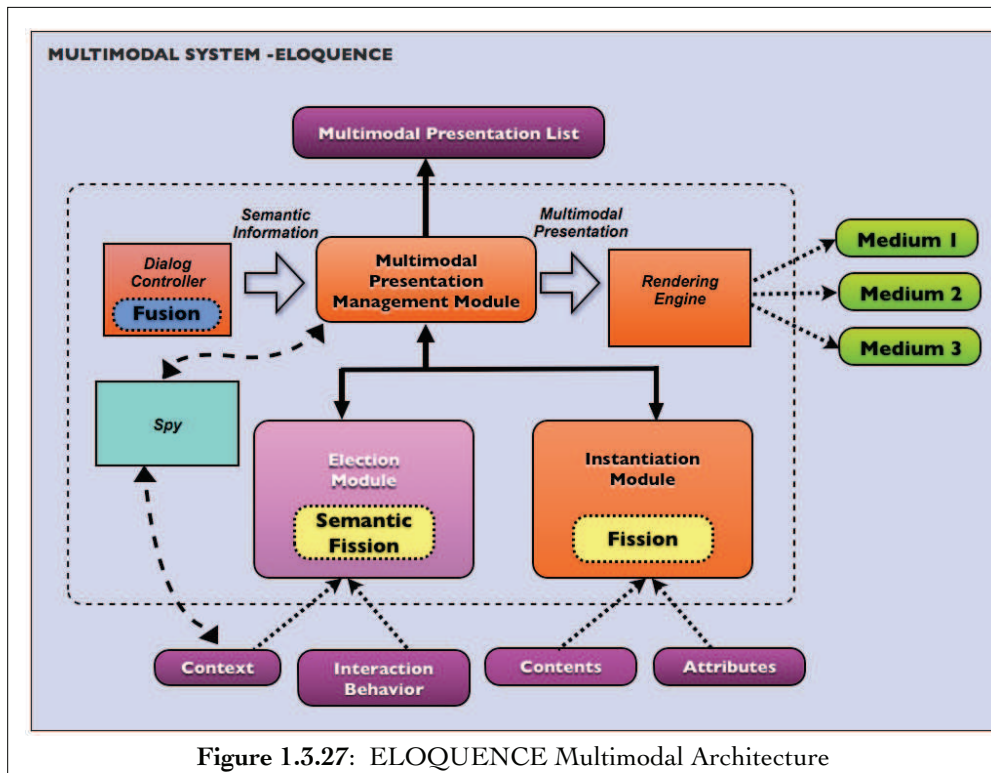 MULTIMODAL SYSTEM -ELOQUENCE
Multimodal Presentation List
Semantic
Information
Multimodal
Presentation
Dialog
Controller
Fusion
Multimodal
Presentation
Management Module
Rendering
Engine
Medium 1
Medium 2
Medium 3
Spy
Election
Module
Semantic
Fission
Instantiation
Module
Fission
Context
Interaction
Behavior
Contents
Attributes
Figure 1.3.27: ELOQUENCE Multimodal Architecture